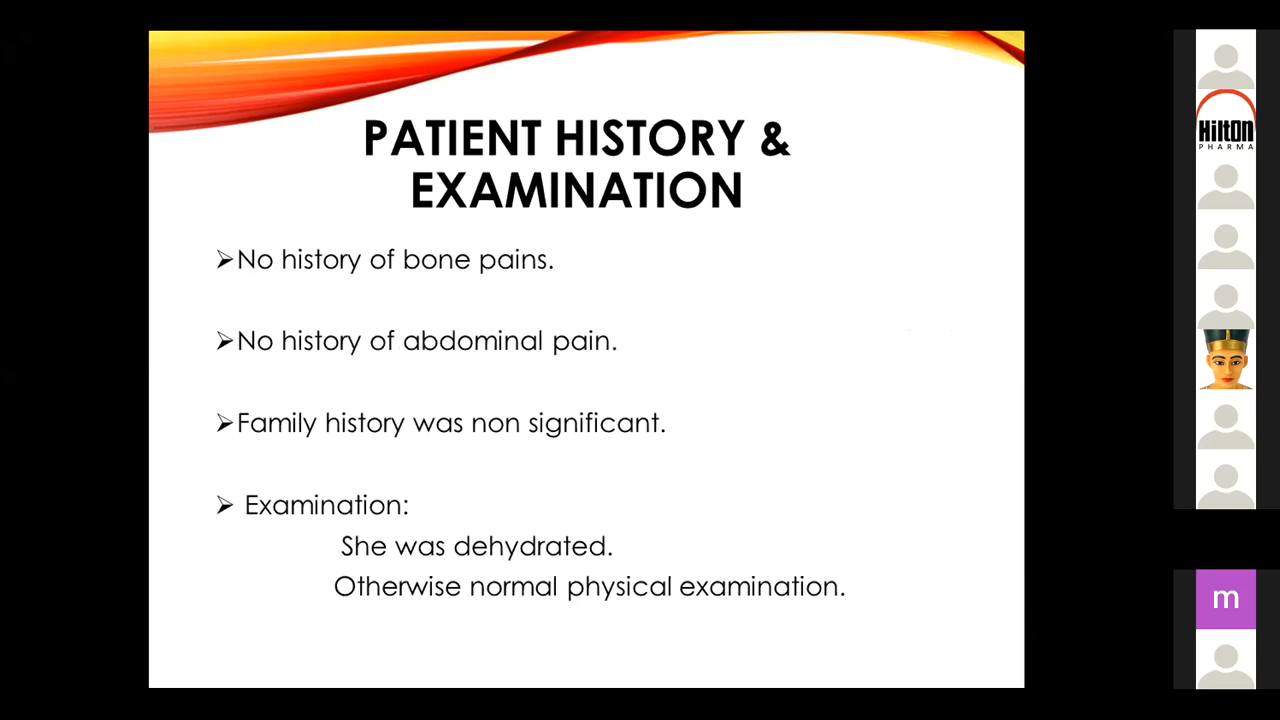 PATIENT HISTORY &
EXAMINATION
➢No history of bone pains.
➢No history of abdominal pain.
➢Family history was non significant.
➢ Examination:
She was dehydrated.
Otherwise normal physical examination.
HiltOn
PHARMA
m